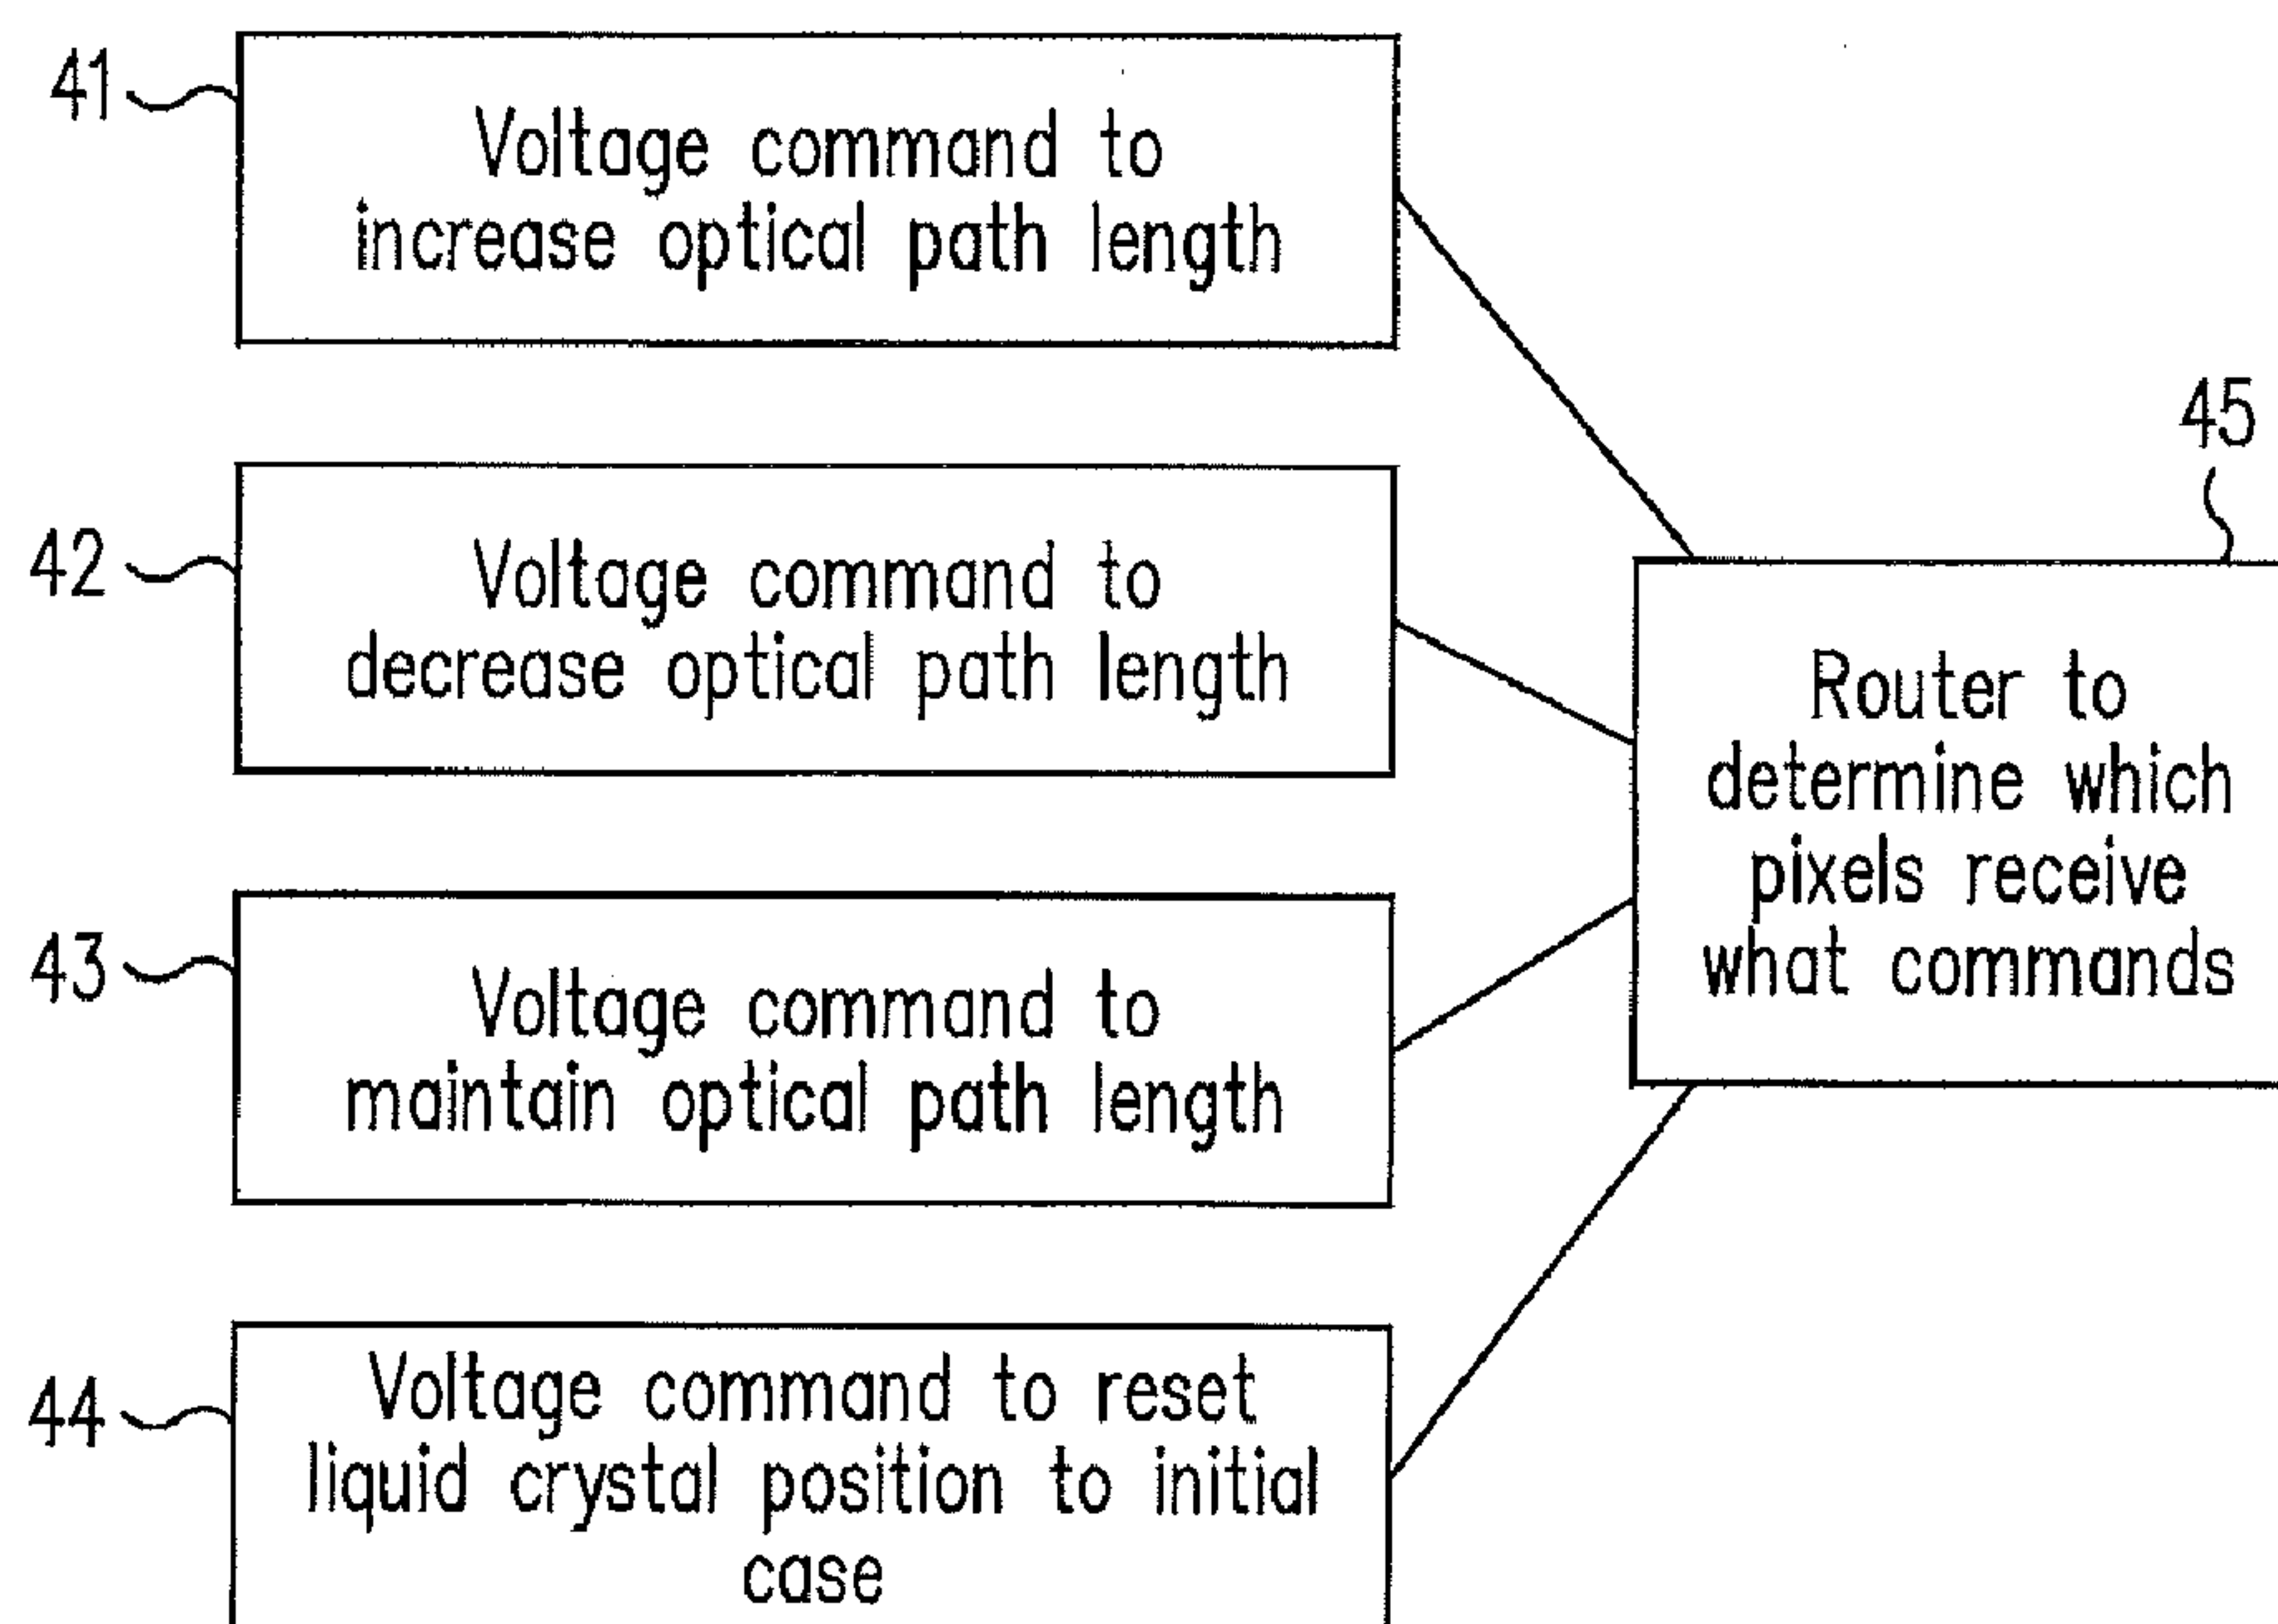 41
Voltage command to
increase optical path length
42
Voltage command to
decrease optical path length
43
Voltage command to
maintain optical path length
44
Voltage command to reset
liquid crystal position to initial
case
45
Router to
determine which
pixels receive
what commands